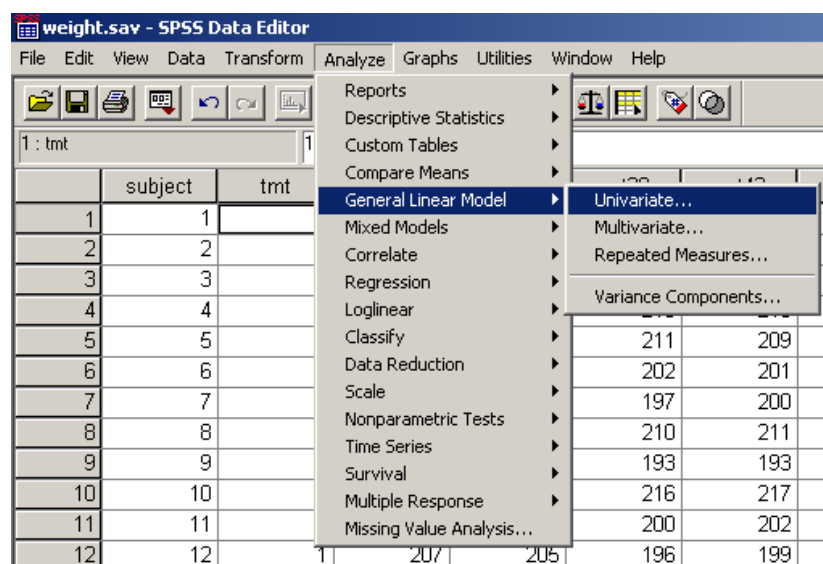 weight.sav - SPSS Data Editor
File Edit View Data Transform Analyze Graphs Utilities Window Help
1 : tmt 1
subject tmt
Reports
Descriptive Statistics
Custom Tables
Compare Means
General Linear Model
Mixed Models
Correlate
Regression
Loglinear
Classify
Data Reduction
Scale
Nonparametric Tests
Time Series
Survival
Multiple Response
Missing Value Analysis...
Univariate...
Multivariate...
Repeated Measures...
Variance Components...
1 1
2 2
3 3
4 4
5 5 211 209
6 6 202 201
7 7 197 200
8 8 210 211
9 9 193 193
10 10 216 217
11 11 200 202
12 12 1 207 205 196 199